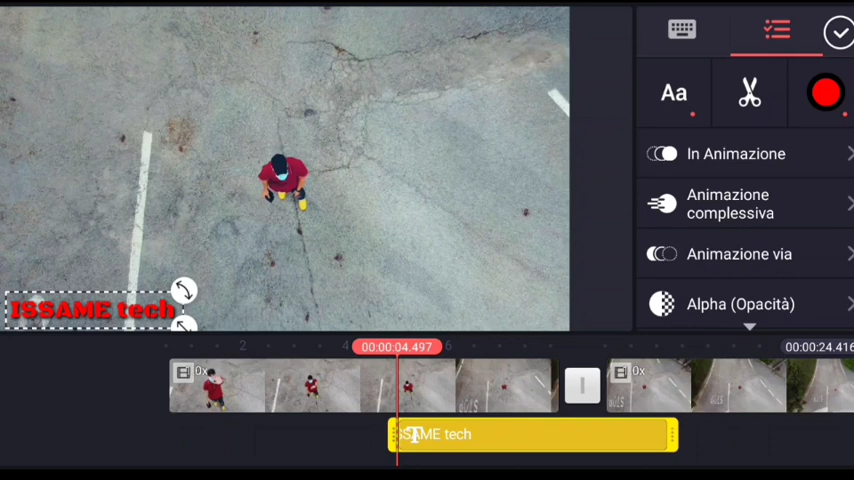 Aa
In Animazione
Animazione
complessiva
Animazione via
Alpha (Opacità)
ISSAME tech
2
4
00:00:04.497
6
00:00:24.416
0x
0x
SSAME tech